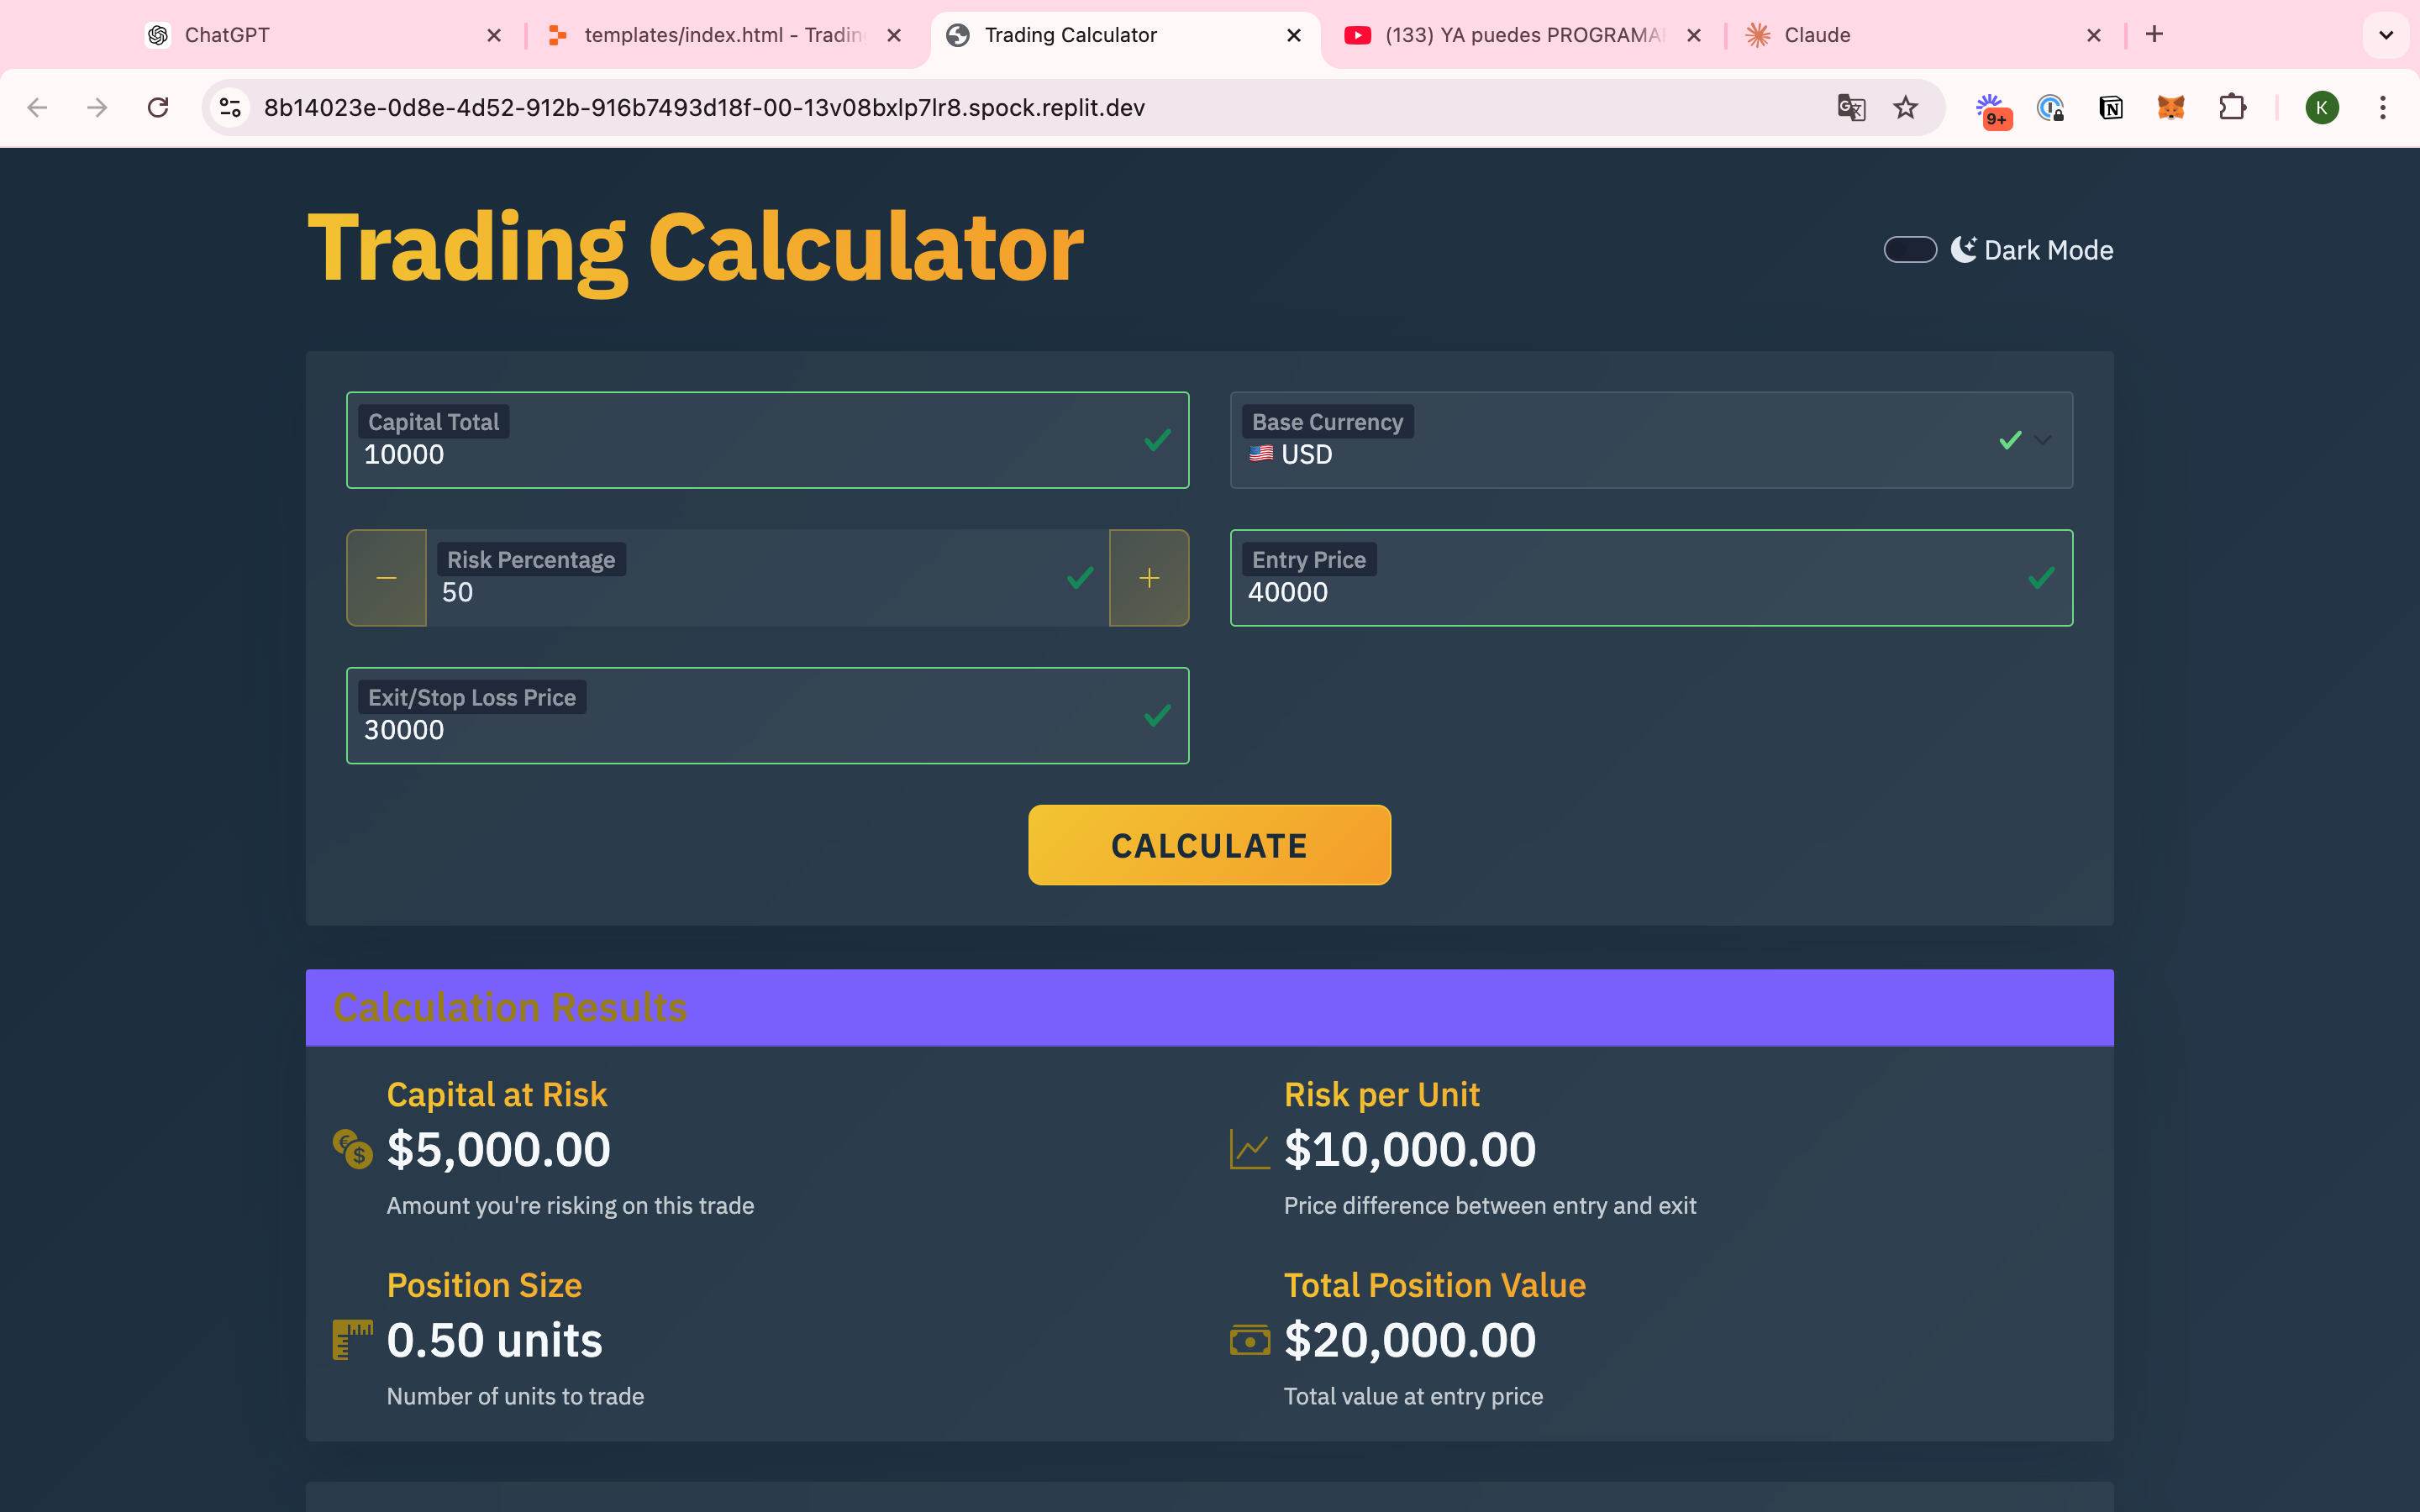 ChatGPT
templates/index.html - Trading
Trading Calculator
(133) YA puedes PROGRAMA
Claude
8b14023e-0d8e-4d52-912b-916b7493d18f-00-13v08bxlp7lr8.spock.replit.dev
9+
K
Trading Calculator
Dark Mode
Capital Total
10000
Base Currency
🇺🇸 USD
Risk Percentage
50
Entry Price
40000
Exit/Stop Loss Price
30000
CALCULATE
Calculation Results
Capital at Risk
$5,000.00
Amount you're risking on this trade
Risk per Unit
$10,000.00
Price difference between entry and exit
Position Size
0.50 units
Number of units to trade
Total Position Value
$20,000.00
Total value at entry price